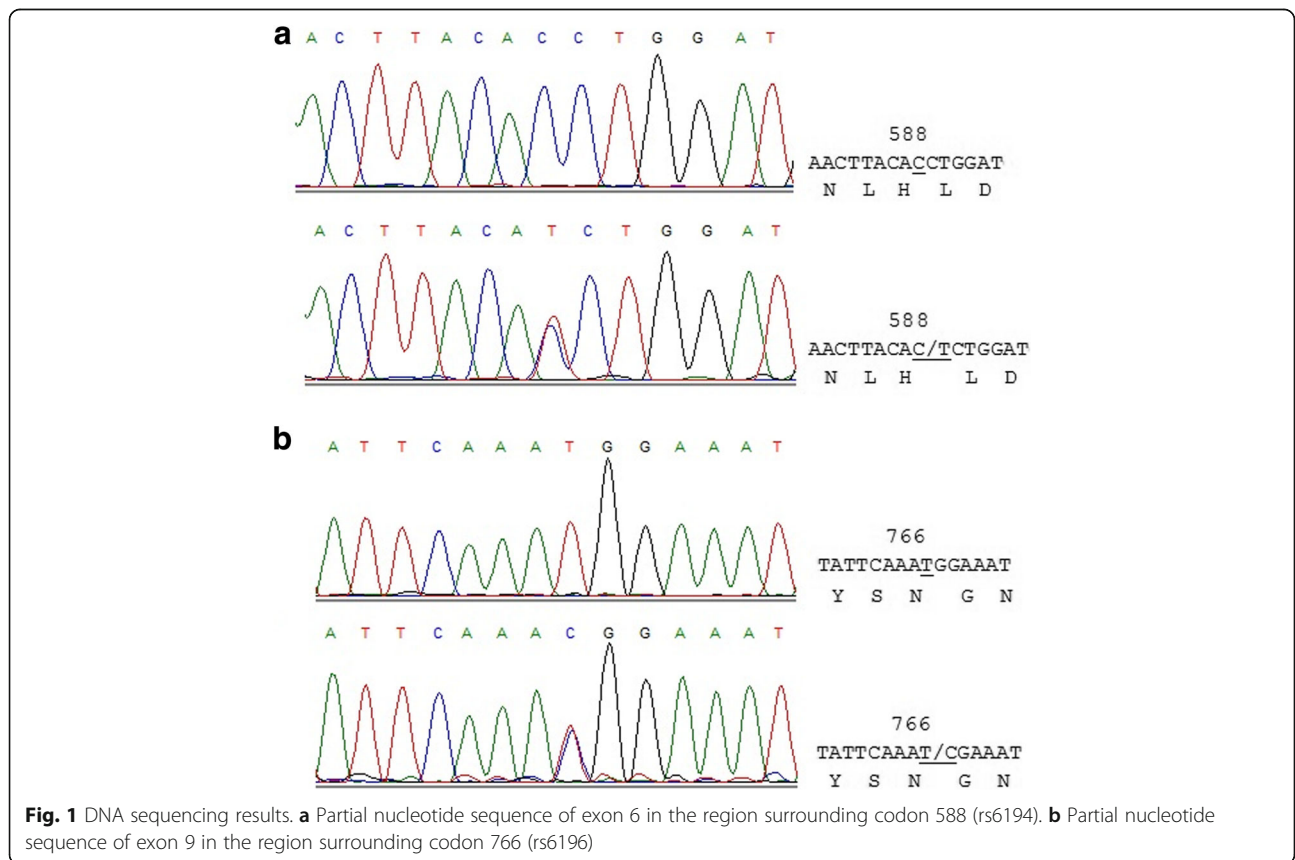 a A C T T A C A C C T G G A T
588
AACTTACACCTGGAT
N L H L D
A C T T A C A T C T G G A T
588
AACTTACAC/TCTGGAT
N L H L D
b A T T C A A A T G G A A A T
766
TATTCAAATGGAAAT
Y S N G N
A T T C A A A C G G A A A T
766
TATTCAAAT/CGAAAT
Y S N G N
Fig. 1 DNA sequencing results. a Partial nucleotide sequence of exon 6 in the region surrounding codon 588 (rs6194). b Partial nucleotide
sequence of exon 9 in the region surrounding codon 766 (rs6196)